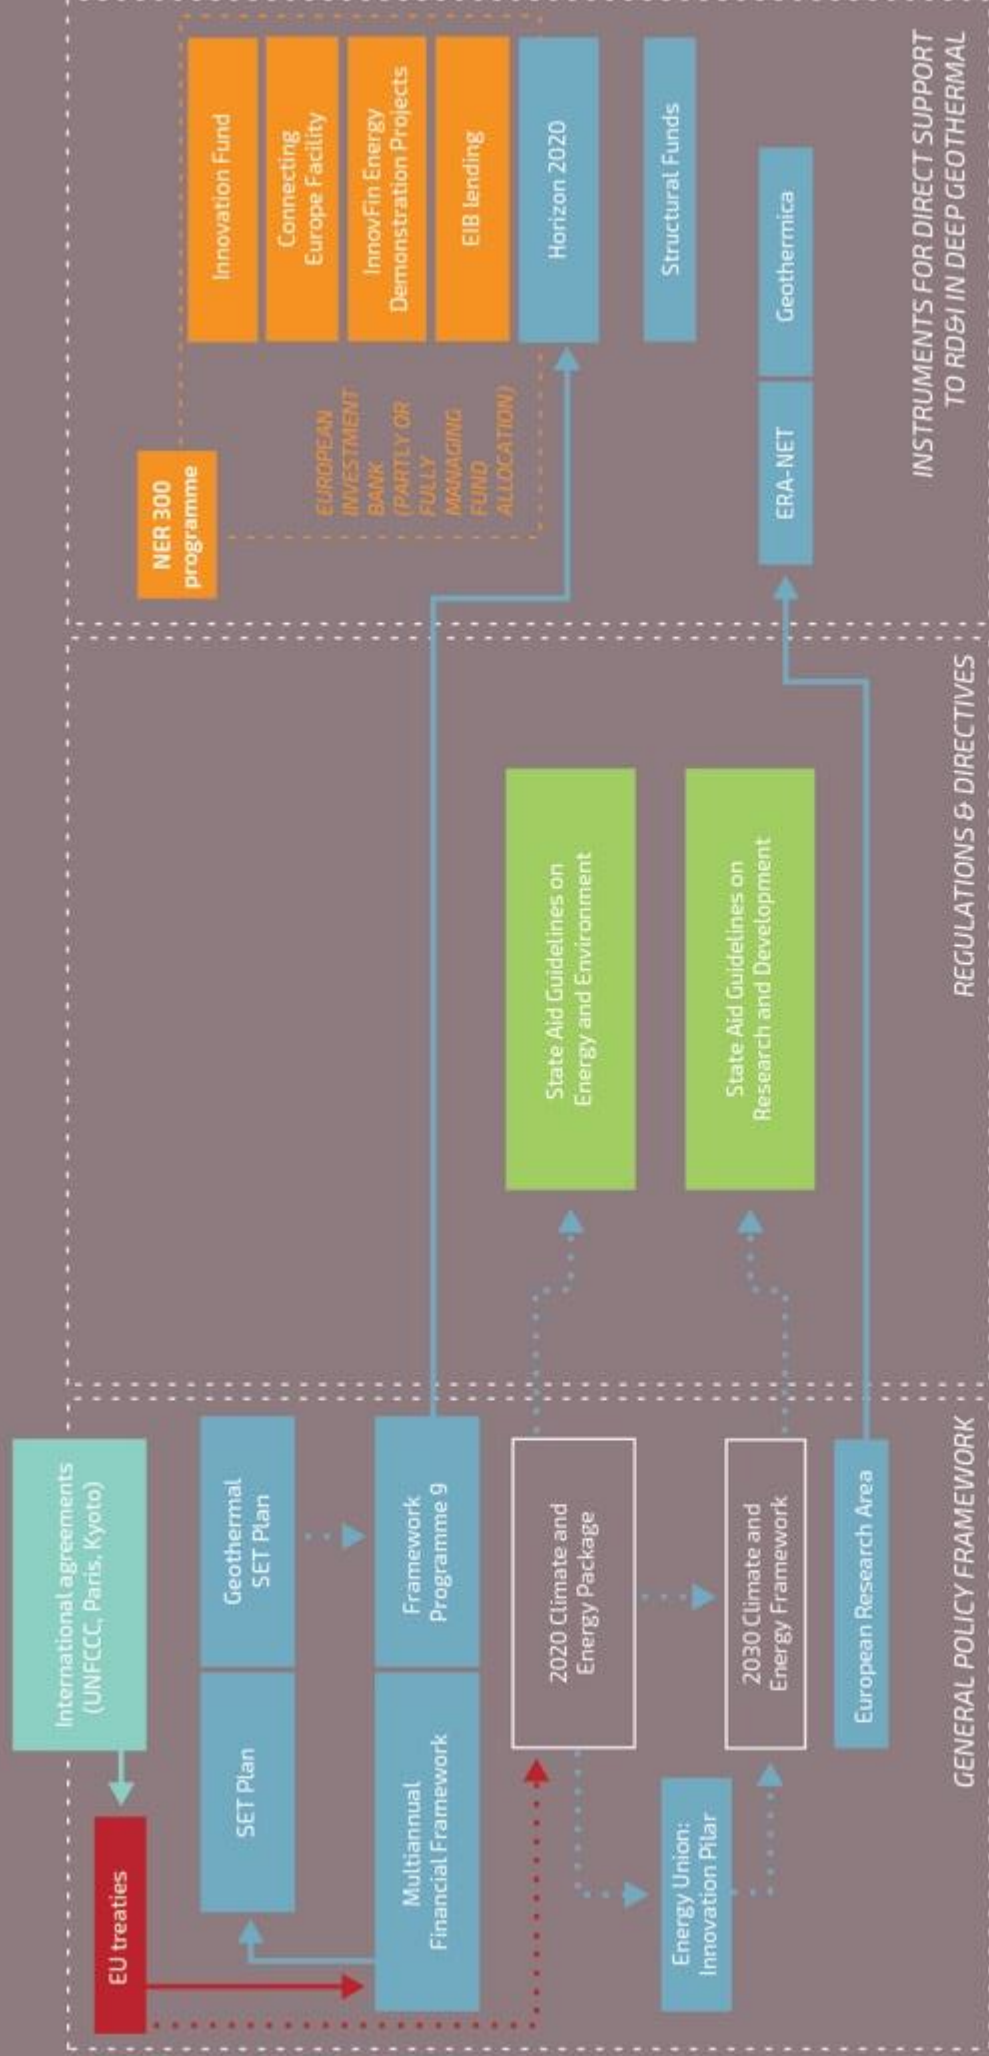 International agreements
(UNFCCC, Paris, Kyoto)
EU treaties
SET Plan
Geothermal
SET Plan
Multiannual
Financial Framework
Framework
Programme 9
2020 Climate and
Energy Package
Energy Union:
Innovation Pilar
2030 Climate and
Energy Framework
European Research Area
GENERAL POLICY FRAMEWORK
State Aid Guidelines on
Energy and Environment
State Aid Guidelines on
Research and Development
REGULATIONS & DIRECTIVES
NER 300
programme
EUROPEAN
INVESTMENT
BANK
(PARTLY OR
FULLY
MANAGING
FUND
ALLOCATION)
Innovation Fund
Connecting
Europe Facility
InnovFin Energy
Demonstration Projects
EIB lending
Horizon 2020
Structural Funds
ERA-NET
Geothermica
INSTRUMENTS FOR DIRECT SUPPORT
TO RD&I IN DEEP GEOTHERMAL